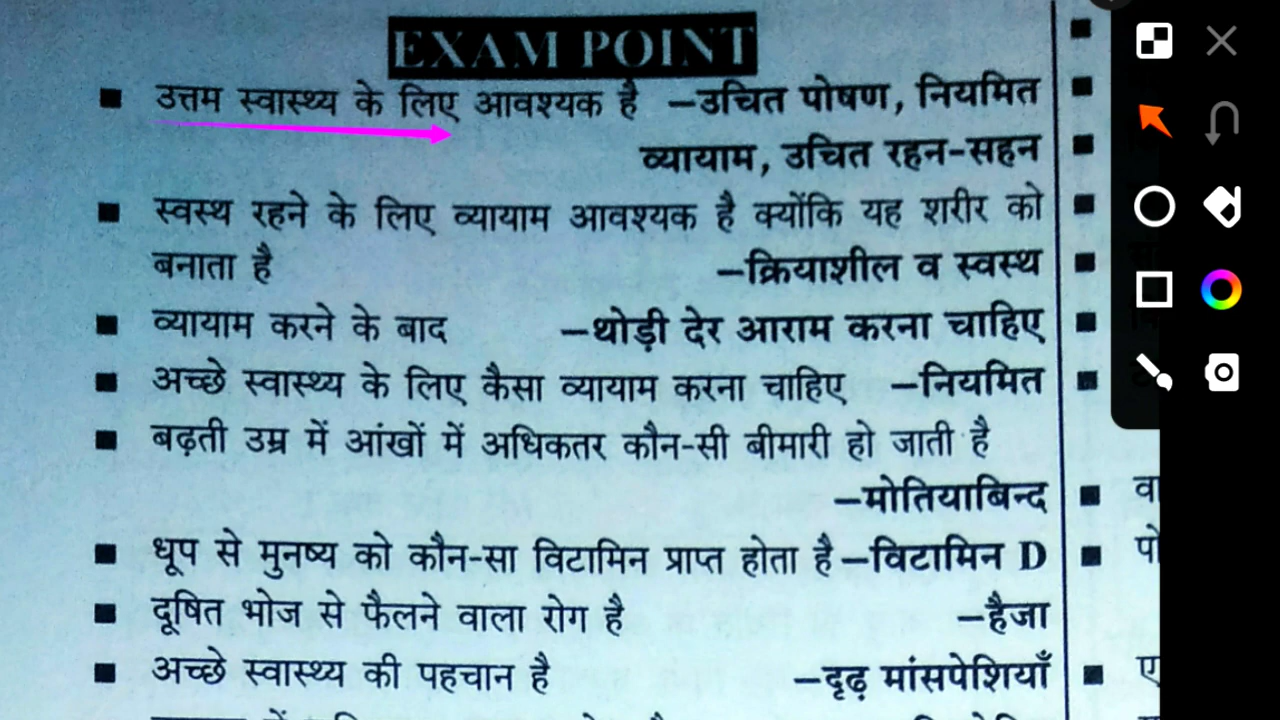 EXAM POINT
■ उत्तम स्वास्थ्य के लिए आवश्यक है –उचित पोषण, नियमित
व्यायाम, उचित रहन-सहन
■ स्वस्थ रहने के लिए व्यायाम आवश्यक है क्योंकि यह शरीर को
बनाता है –क्रियाशील व स्वस्थ
■ व्यायाम करने के बाद –थोड़ी देर आराम करना चाहिए
■ अच्छे स्वास्थ्य के लिए कैसा व्यायाम करना चाहिए –नियमित
■ बढ़ती उम्र में आंखों में अधिकतर कौन-सी बीमारी हो जाती है
–मोतियाबिन्द
■ धूप से मुनष्य को कौन-सा विटामिन प्राप्त होता है –विटामिन D
■ दूषित भोज से फैलने वाला रोग है –हैजा
■ अच्छे स्वास्थ्य की पहचान है –दृढ़ मांसपेशियाँ